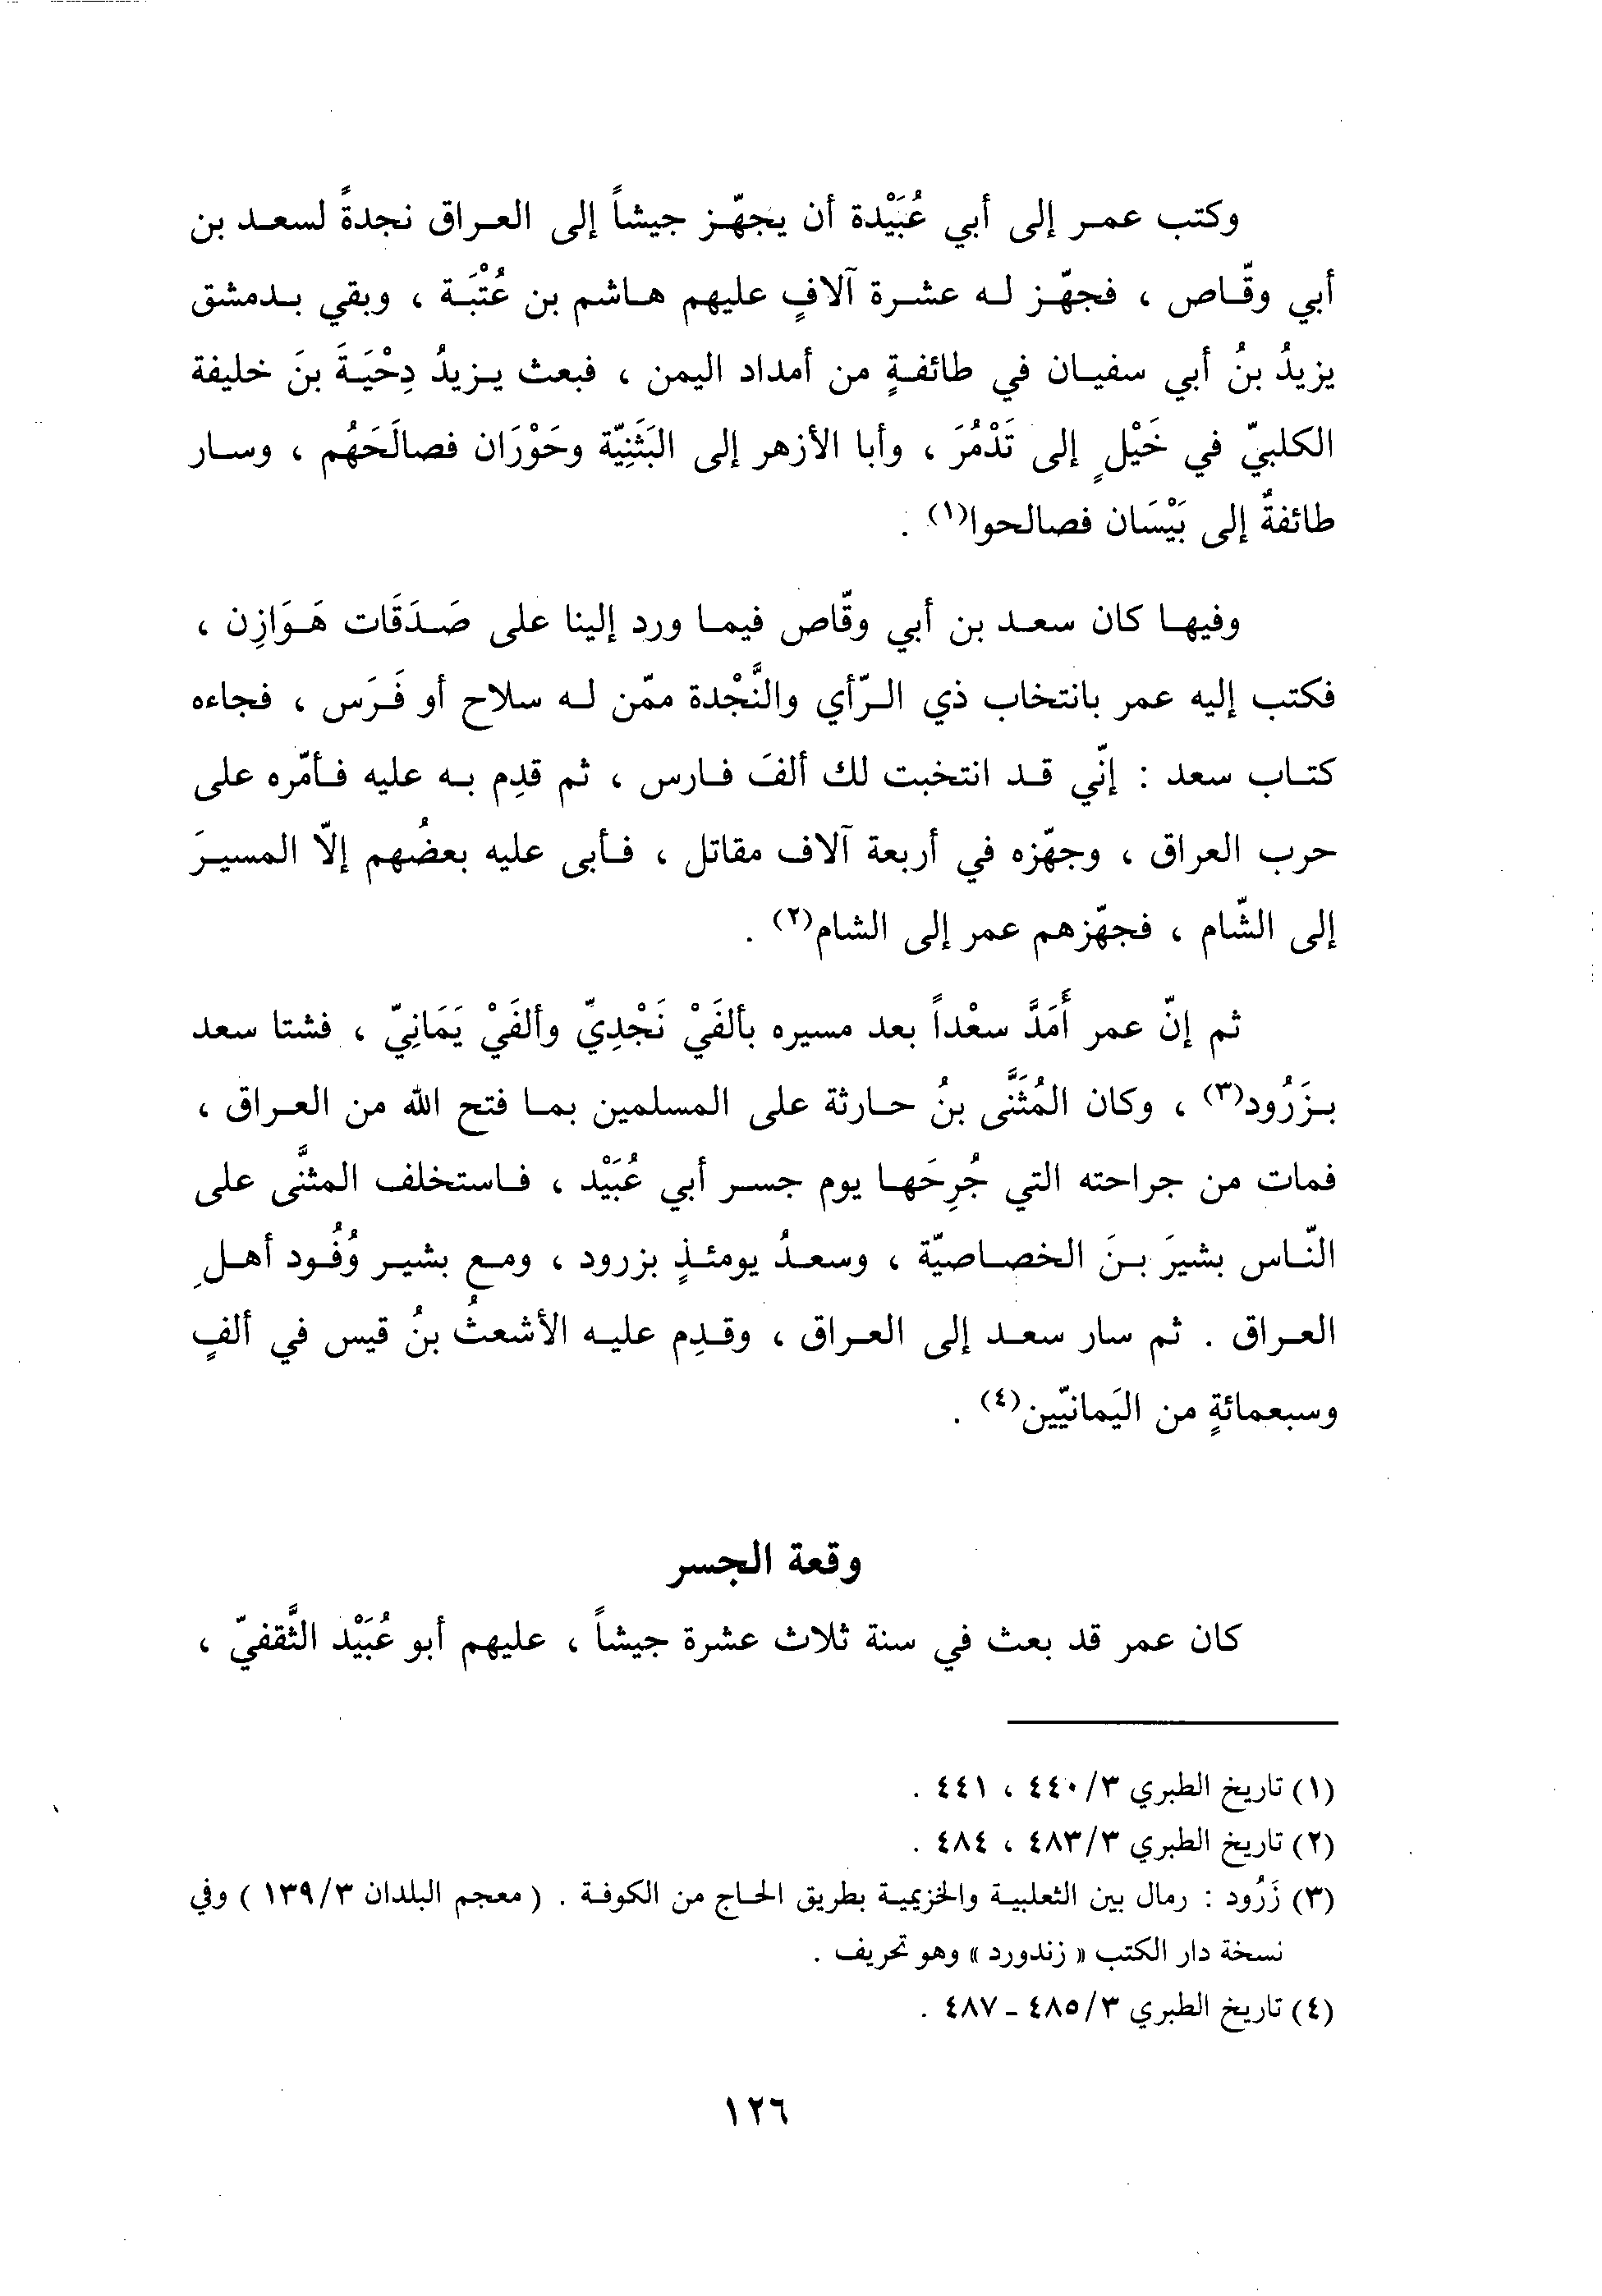 وكتب عمر إلى أبي عُبَيْدة أن يجهّز جيشاً إلى العراق نجدةً لسعد بن
أبي وقّاص ، فجهّز له عشرة آلافٍ عليهم هاشم بن عُتْبَة ، وبقي بدمشق
يزيدُ بنُ أبي سفيان في طائفةٍ من أمداد اليمن ، فبعث يزيدُ دِحْيَةَ بنَ خليفة
الكلبيّ في خَيْلٍ إلى تَدْمُرَ ، وأبا الأزهر إلى البَثَنِيّة وحَوْرَان فصالَحَهُم ، وسار
طائفةٌ إلى بَيْسَان فصالحوا(١) .
وفيها كان سعد بن أبي وقّاص فيما ورد إلينا على صَدَقَات هَوَازِن ،
فكتب إليه عمر بانتخاب ذي الرّأي والنَّجْدة ممّن له سلاح أو فَرَس ، فجاءه
كتاب سعد : إنّي قد انتخبت لك ألفَ فارس ، ثم قدِم به عليه فأمّره على
حرب العراق ، وجهّزه في أربعة آلاف مقاتل ، فأبى عليه بعضُهم إلّا المسيرَ
إلى الشّام ، فجهّزهم عمر إلى الشام(٢) .
ثم إنّ عمر أَمَدَّ سعْداً بعد مسيره بألفَيْ نَجْدِيّ وألفَيْ يَمَانِيّ ، فشتا سعد
بزَرُود(٣) ، وكان المُثَنَّى بنُ حارثة على المسلمين بما فتح الله من العراق ،
فمات من جراحته التي جُرِحَها يوم جسر أبي عُبَيْد ، فاستخلف المثنَّى على
النّاس بشيرَ بنَ الخصاصيّة ، وسعدُ يومئذٍ بزرود ، ومع بشير وُفُود أهلِ
العراق . ثم سار سعد إلى العراق ، وقدِم عليه الأشعثُ بنُ قيس في ألفٍ
وسبعمائةٍ من اليَمانيّين(٤) .
وقعة الجسر
كان عمر قد بعث في سنة ثلاث عشرة جيشاً ، عليهم أبو عُبَيْد الثَّقفيّ ،
(١) تاريخ الطبري ٤٤٠/٣ ، ٤٤١ .
(٢) تاريخ الطبري ٤٨٣/٣ ، ٤٨٤ .
(٣) زَرُود : رمال بين الثعلبية والخزيمية بطريق الحاج من الكوفة . ( معجم البلدان ١٣٩/٣ ) وفي
نسخة دار الكتب « زندورد » وهو تحريف .
(٤) تاريخ الطبري ٤٨٥/٣ - ٤٨٧ .
١٢٦